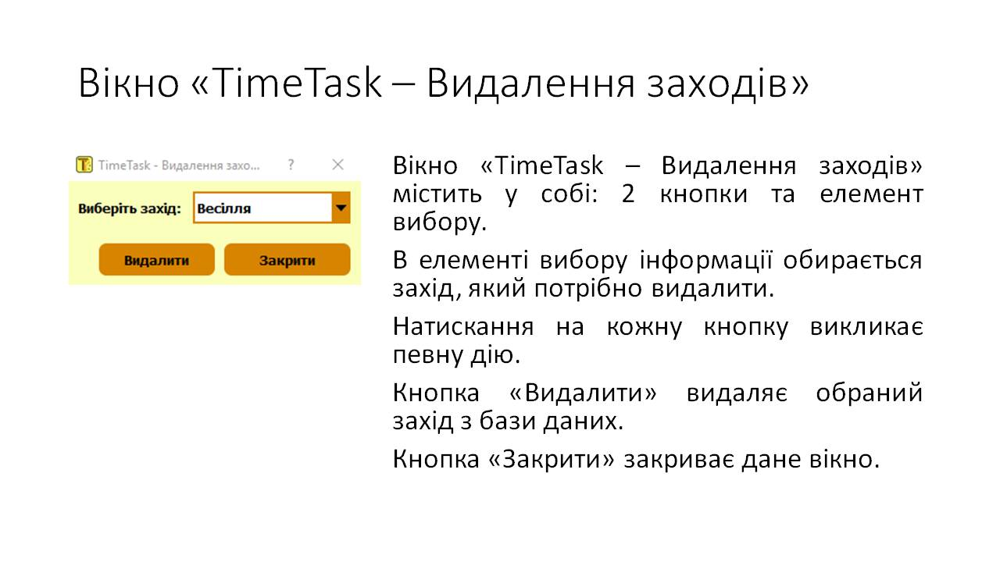 Вікно «TimeTask – Видалення заходів»
TimeTask - Видалення захо...
?
Виберіть захід:
Весілля
Видалити
Закрити
Вікно «TimeTask – Видалення заходів»
містить у собі: 2 кнопки та елемент
вибору.
В елементі вибору інформації обирається
захід, який потрібно видалити.
Натискання на кожну кнопку викликає
певну дію.
Кнопка «Видалити» видаляє обраний
захід з бази даних.
Кнопка «Закрити» закриває дане вікно.